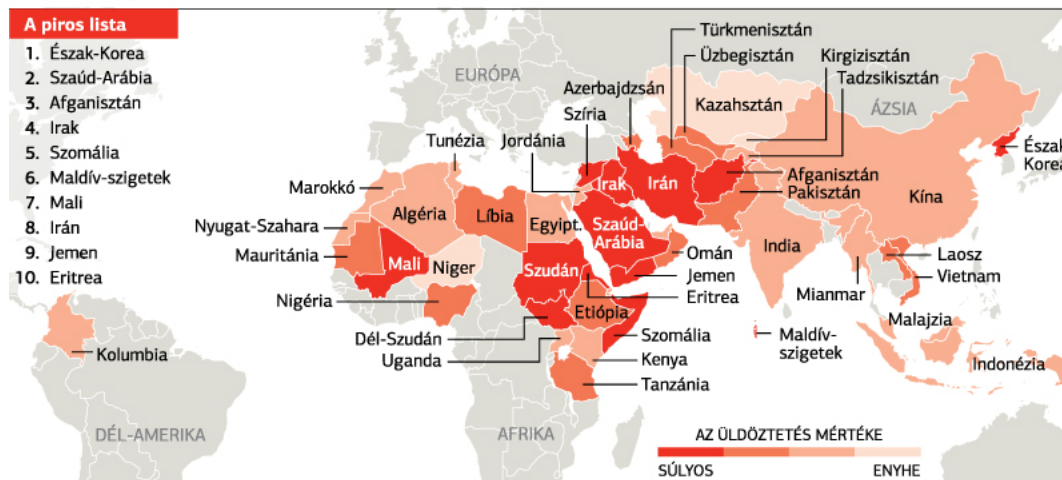 A piros lista
1. Észak-Korea
2. Szaúd-Arábia
3. Afganisztán
4. Irak
5. Szomália
6. Maldív-szigetek
7. Mali
8. Irán
9. Jemen
10. Eritrea
Türkmenisztán
Üzbegisztán
Kirgizisztán
Tadzsikisztán
EURÓPA
Azerbajdzsán
Kazahsztán
ÁZSIA
Szíria
Tunézia
Jordánia
Észak-
Korea
Marokkó
Irak
Irán
Afganisztán
Pakisztán
Kína
Algéria
Líbia
Egyipt.
Szaúd-
Arábia
Nyugat-Szahara
India
Omán
Laosz
Mauritánia
Mali
Niger
Szudán
Jemen
Vietnam
Eritrea
Mianmar
Nigéria
Etiópia
Malajzia
Dél-Szudán
Szomália
Maldív-
szigetek
Kolumbia
Uganda
Kenya
Indonézia
Tanzánia
DÉL-AMERIKA
AFRIKA
AZ ÜLDÖZTETÉS MÉRTÉKE
SÚLYOS
ENYHE